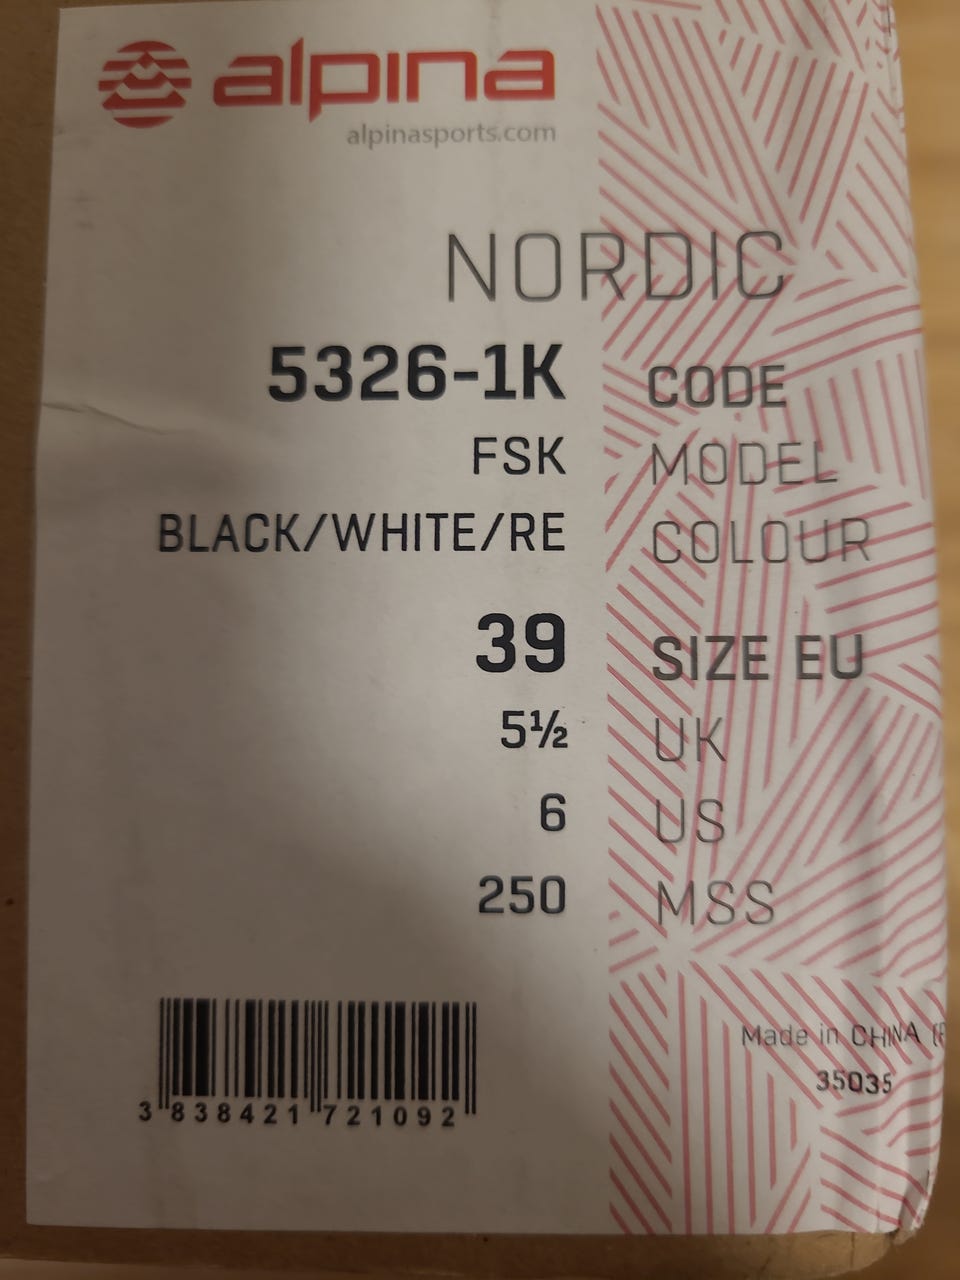 alpina
alpinasports.com
NORDIC
5326-1K CODE
FSK MODEL
BLACK/WHITE/RE COLOUR
39 SIZE EU
5½ UK
6 US
250 MSS
Made in CHINA
35035
3 838421 721092